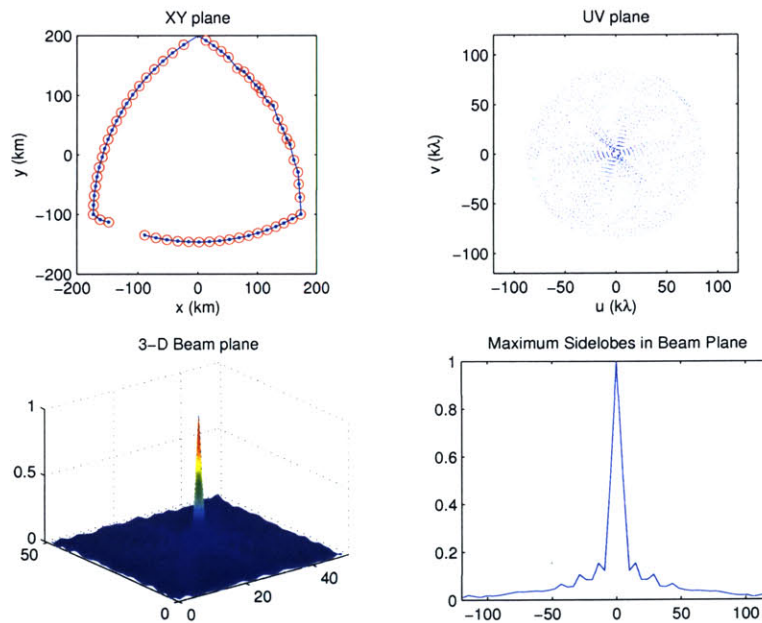 XY plane
200
100
0
−100
−200
y (km)
−200 −100 0 100 200
x (km)
UV plane
100
50
0
−50
−100
v (kλ)
−100 −50 0 50 100
u (kλ)
3−D Beam plane
1
0.5
0
50
0
0
20
40
Maximum Sidelobes in Beam Plane
1
0.8
0.6
0.4
0.2
0
−100 −50 0 50 100